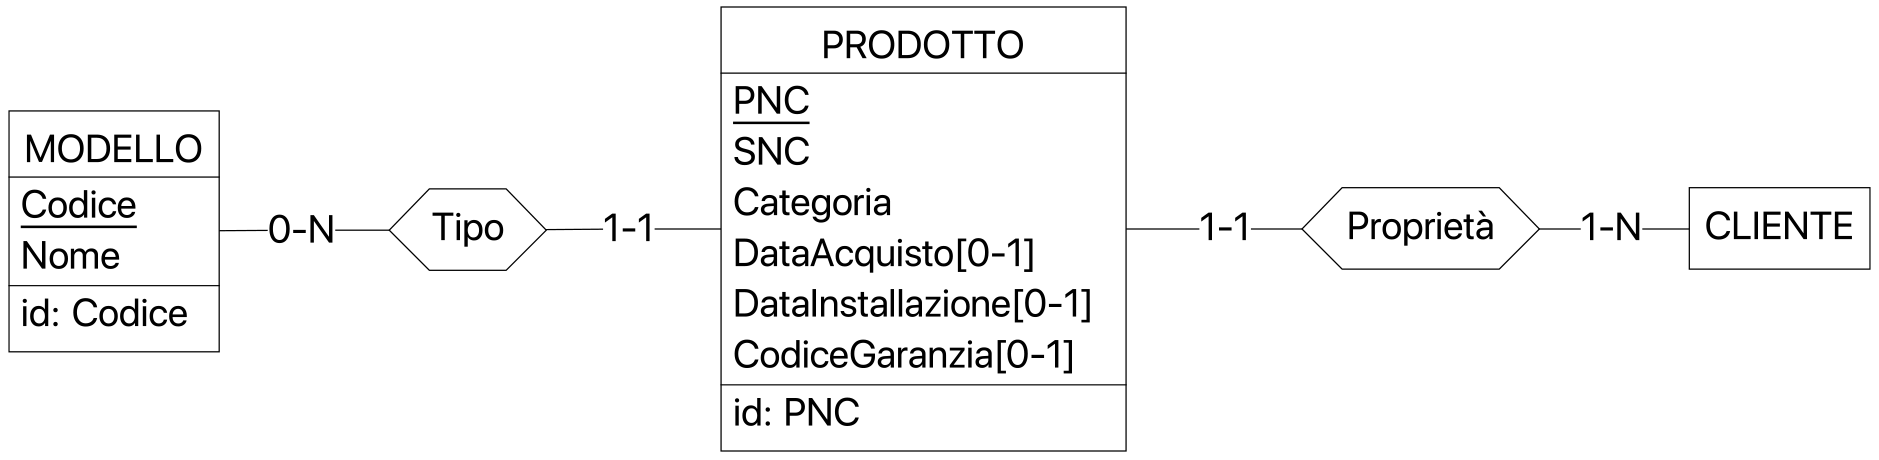 MODELLO
Codice
Nome
id: Codice
0-N
Tipo
1-1
PRODOTTO
PNC
SNC
Categoria
DataAcquisto[0-1]
DataInstallazione[0-1]
CodiceGaranzia[0-1]
id: PNC
1-1
Proprietà
1-N
CLIENTE